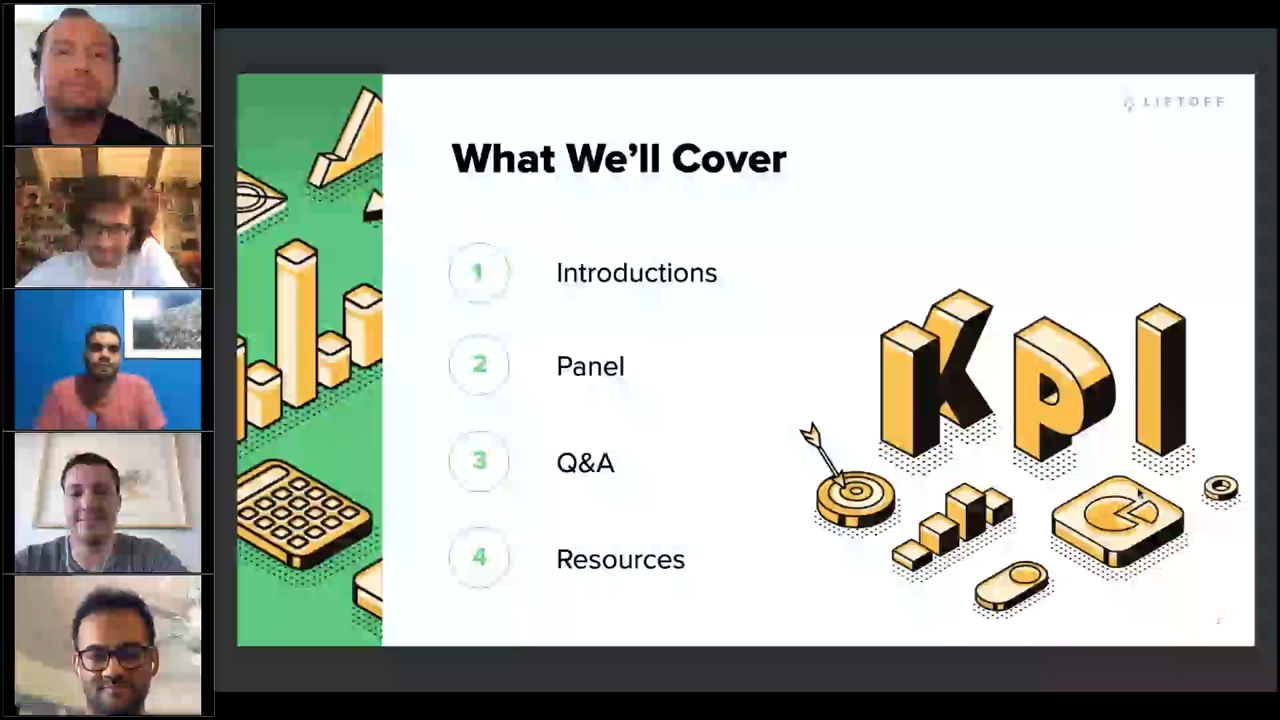 LIFTOFF
What We'll Cover
1 Introductions
2 Panel
3 Q&A
4 Resources
KPI